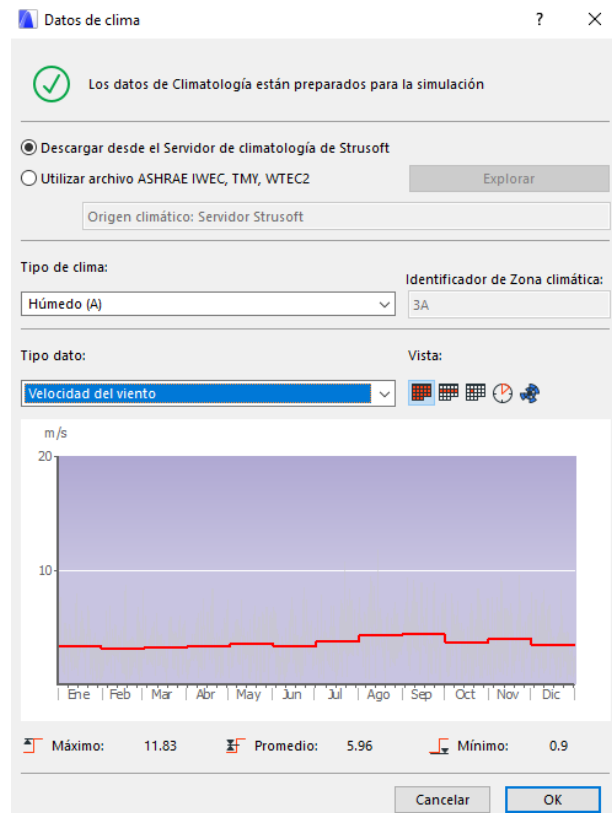 Datos de clima ? ×
Los datos de Climatología están preparados para la simulación
Descargar desde el Servidor de climatología de Strusoft
Utilizar archivo ASHRAE IWEC, TMY, WTEC2 Explorar
Origen climático: Servidor Strusoft
Tipo de clima: Identificador de Zona climática:
Húmedo (A) 3A
Tipo dato: Vista:
Velocidad del viento
m/s
20
10
Ene Feb Mar Abr May Jun Jul Ago Sep Oct Nov Dic
Máximo: 11.83 Promedio: 5.96 Mínimo: 0.9
Cancelar OK